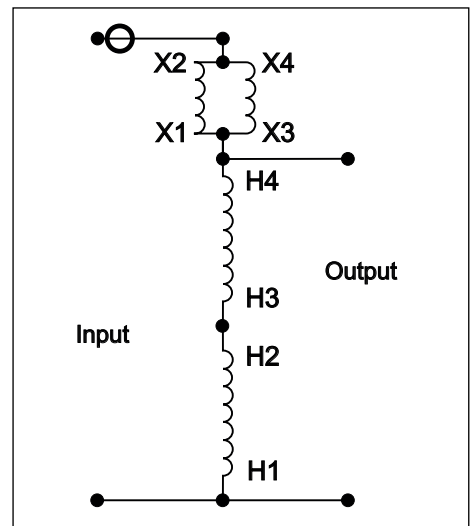 X2 X4
X1 X3
H4
Output
H3
Input
H2
H1